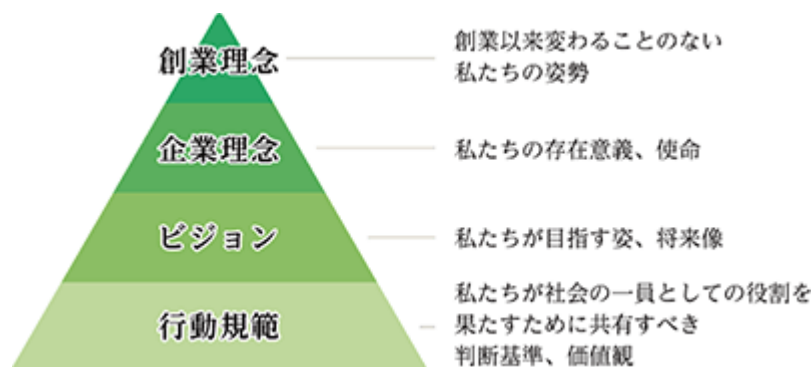 創業理念
創業以来変わることのない
私たちの姿勢
企業理念
私たちの存在意義、使命
ビジョン
私たちが目指す姿、将来像
行動規範
私たちが社会の一員としての役割を
果たすために共有すべき
判断基準、価値観